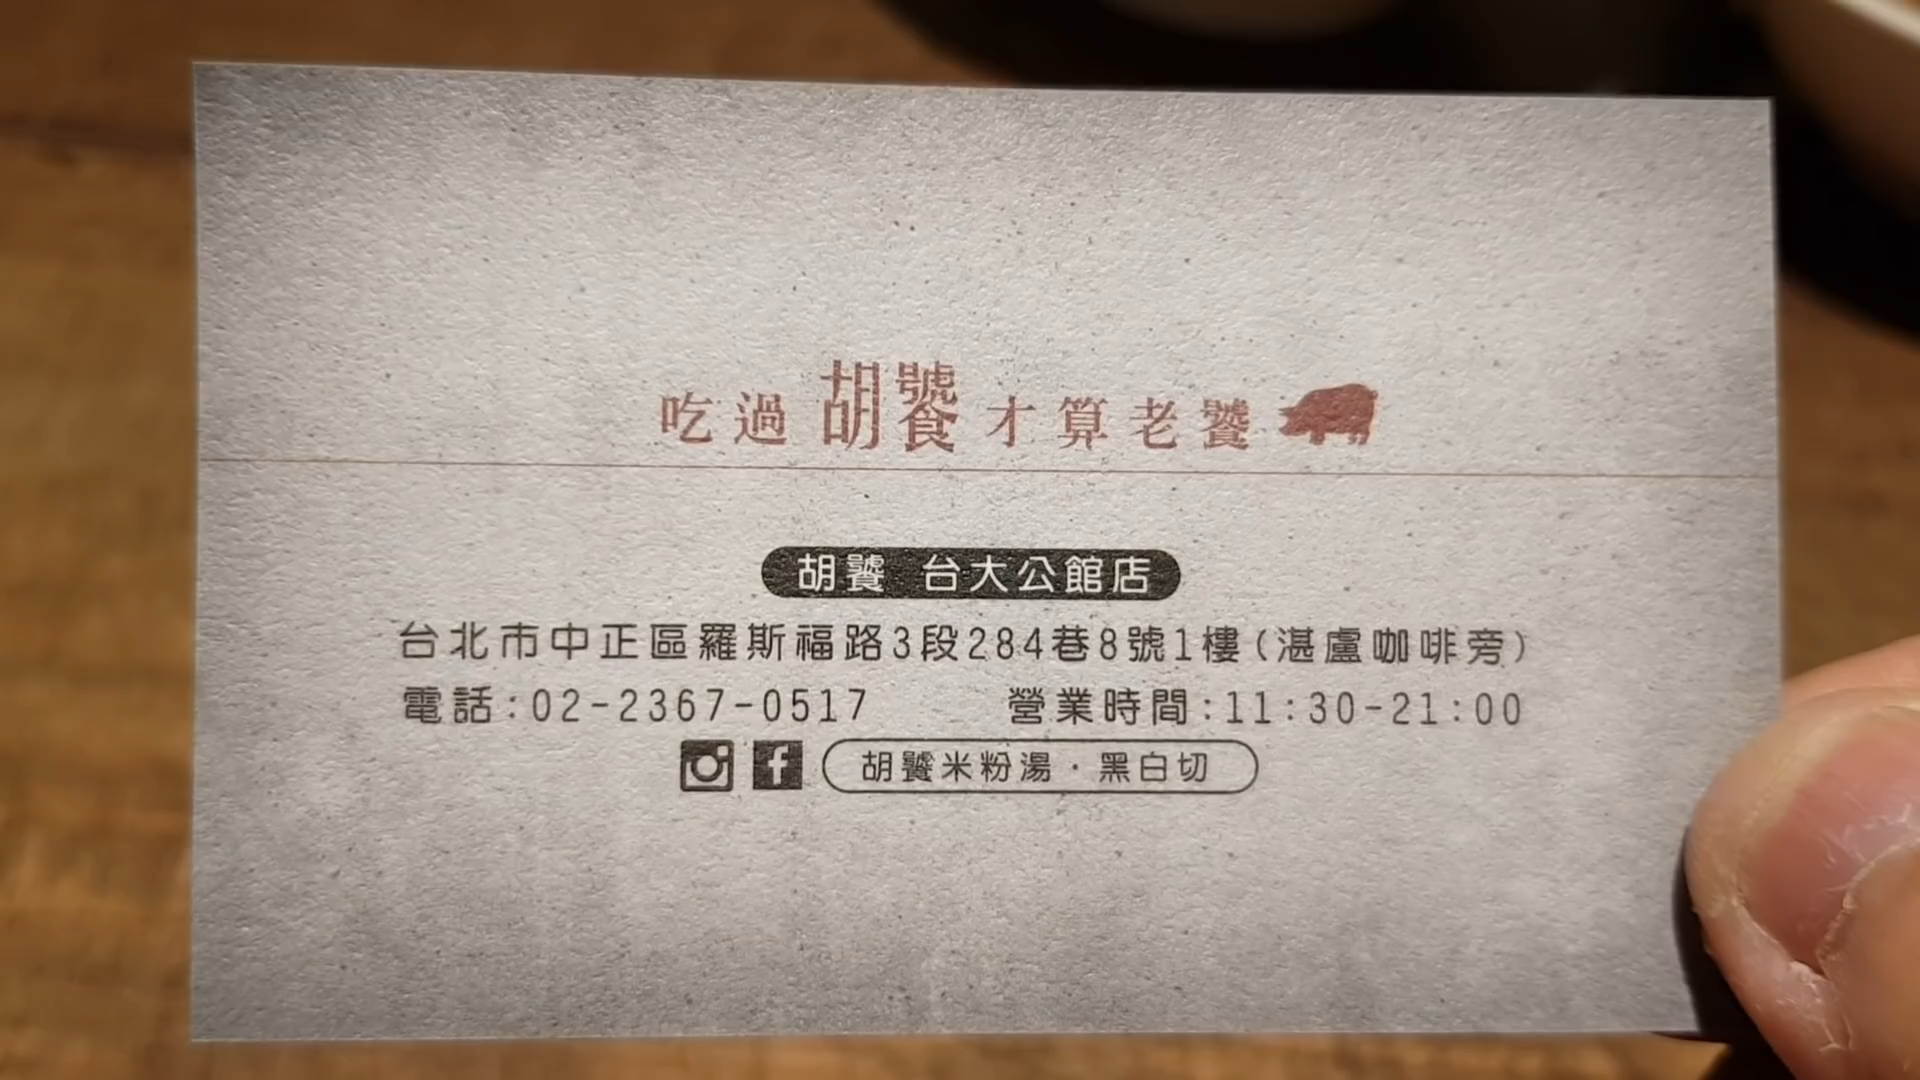 吃過胡饕才算老饕
胡饕 台大公館店
台北市中正區羅斯福路3段284巷8號1樓(湛盧咖啡旁)
電話:02-2367-0517 營業時間:11:30-21:00
胡饕米粉湯·黑白切